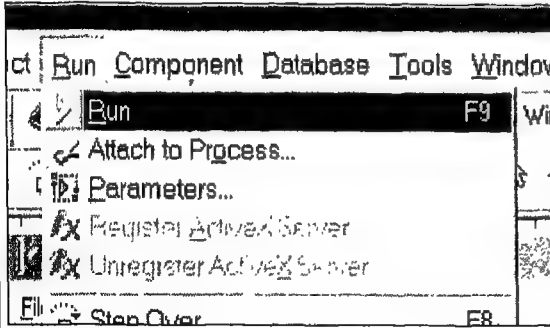 ct Run Component Database Tools Window
Run F9
Wi
Attach to Process...
Parameters...
Register ActiveX Server
Unregister ActiveX Server
Fil
Step Over F8